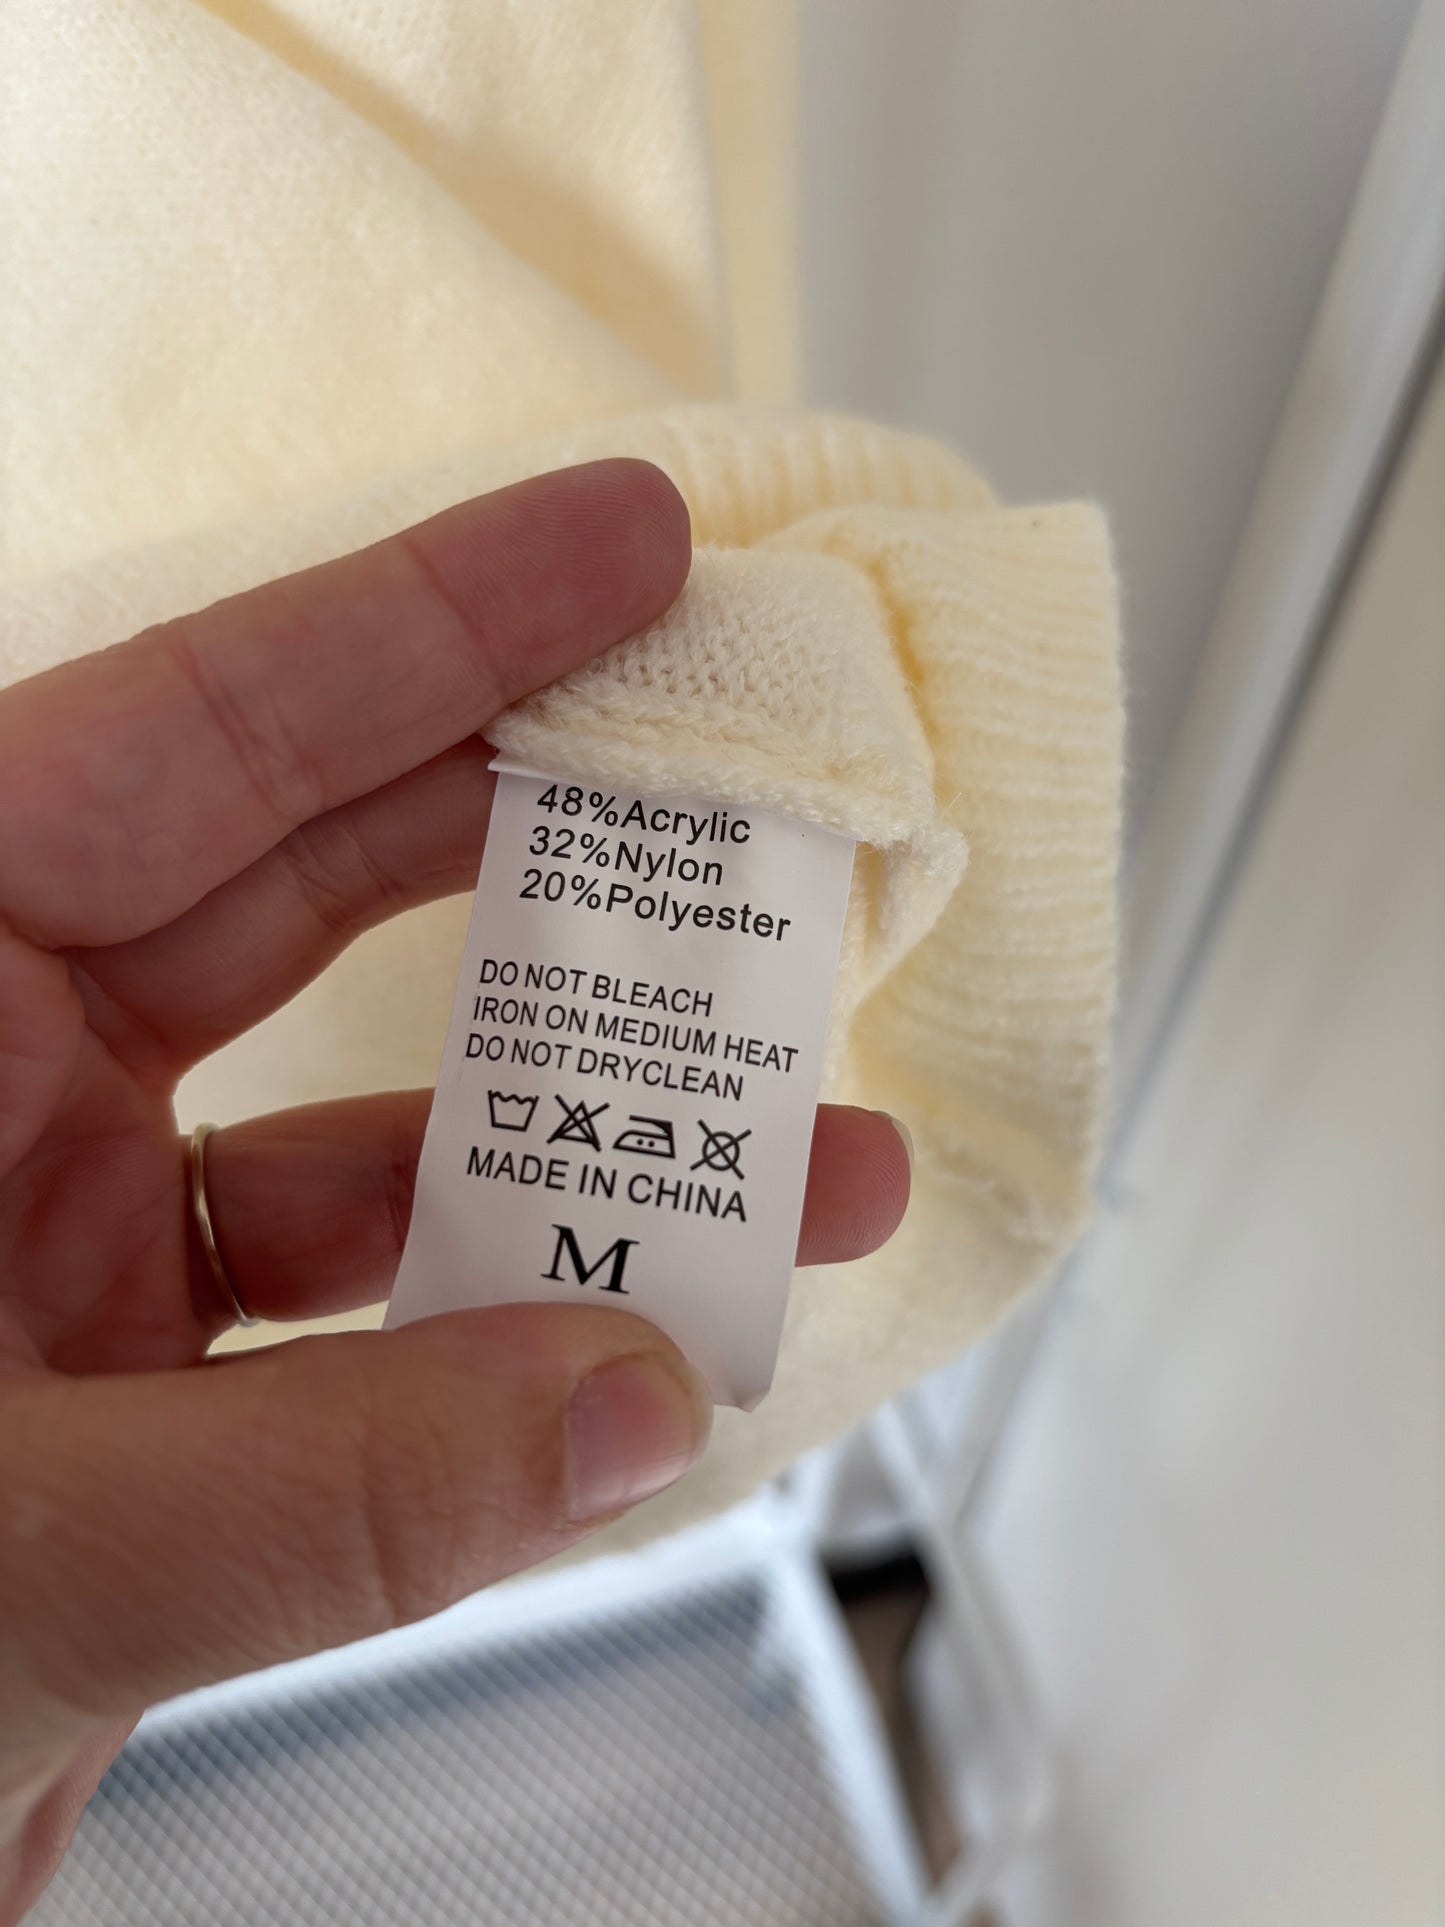 48%Acrylic
32%Nylon
20%Polyester
DO NOT BLEACH
IRON ON MEDIUM HEAT
DO NOT DRYCLEAN
MADE IN CHINA
M